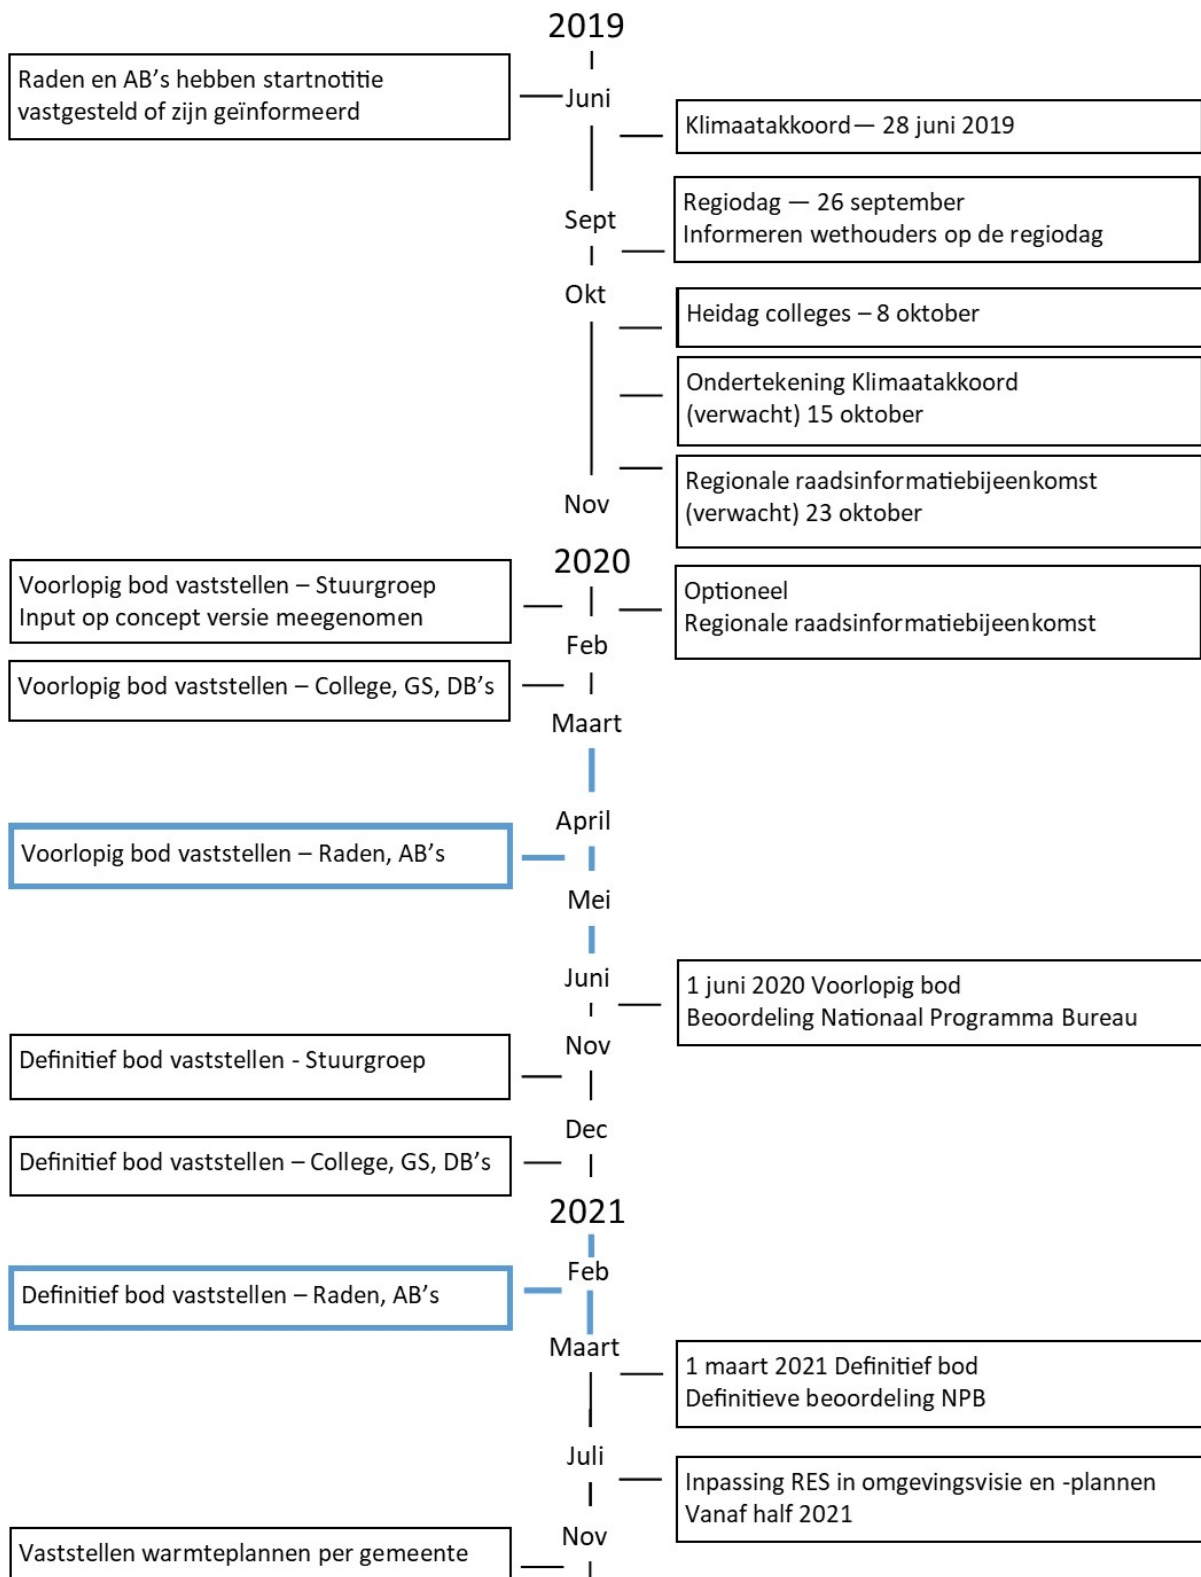 2019
Raden en AB’s hebben startnotitie
vastgesteld of zijn geïnformeerd
Juni
Klimaatakkoord— 28 juni 2019
Sept
Regiodag — 26 september
Informeren wethouders op de regiodag
Okt
Heidag colleges – 8 oktober
Ondertekening Klimaatakkoord
(verwacht) 15 oktober
Regionale raadsinformatiebijeenkomst
(verwacht) 23 oktober
Nov
2020
Voorlopig bod vaststellen – Stuurgroep
Input op concept versie meegenomen
Optioneel
Regionale raadsinformatiebijeenkomst
Feb
Voorlopig bod vaststellen – College, GS, DB’s
Maart
April
Voorlopig bod vaststellen – Raden, AB’s
Mei
Juni
1 juni 2020 Voorlopig bod
Beoordeling Nationaal Programma Bureau
Nov
Definitief bod vaststellen - Stuurgroep
Dec
Definitief bod vaststellen – College, GS, DB’s
2021
Feb
Definitief bod vaststellen – Raden, AB’s
Maart
1 maart 2021 Definitief bod
Definitieve beoordeling NPB
Juli
Inpassing RES in omgevingsvisie en -plannen
Vanaf half 2021
Nov
Vaststellen warmteplannen per gemeente